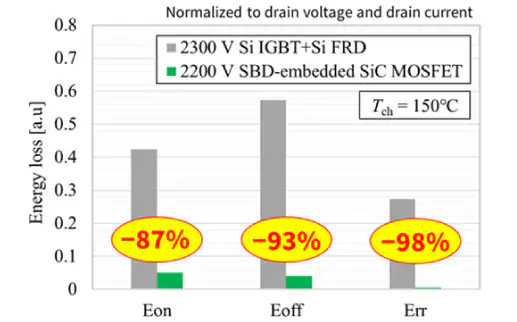 Normalized to drain voltage and drain current
0.8
0.7
0.6
0.5
0.4
0.3
0.2
0.1
0
Energy loss [a.u]
2300 V Si IGBT+Si FRD
2200 V SBD-embedded SiC MOSFET
Tch = 150℃
−87%
−93%
−98%
Eon
Eoff
Err